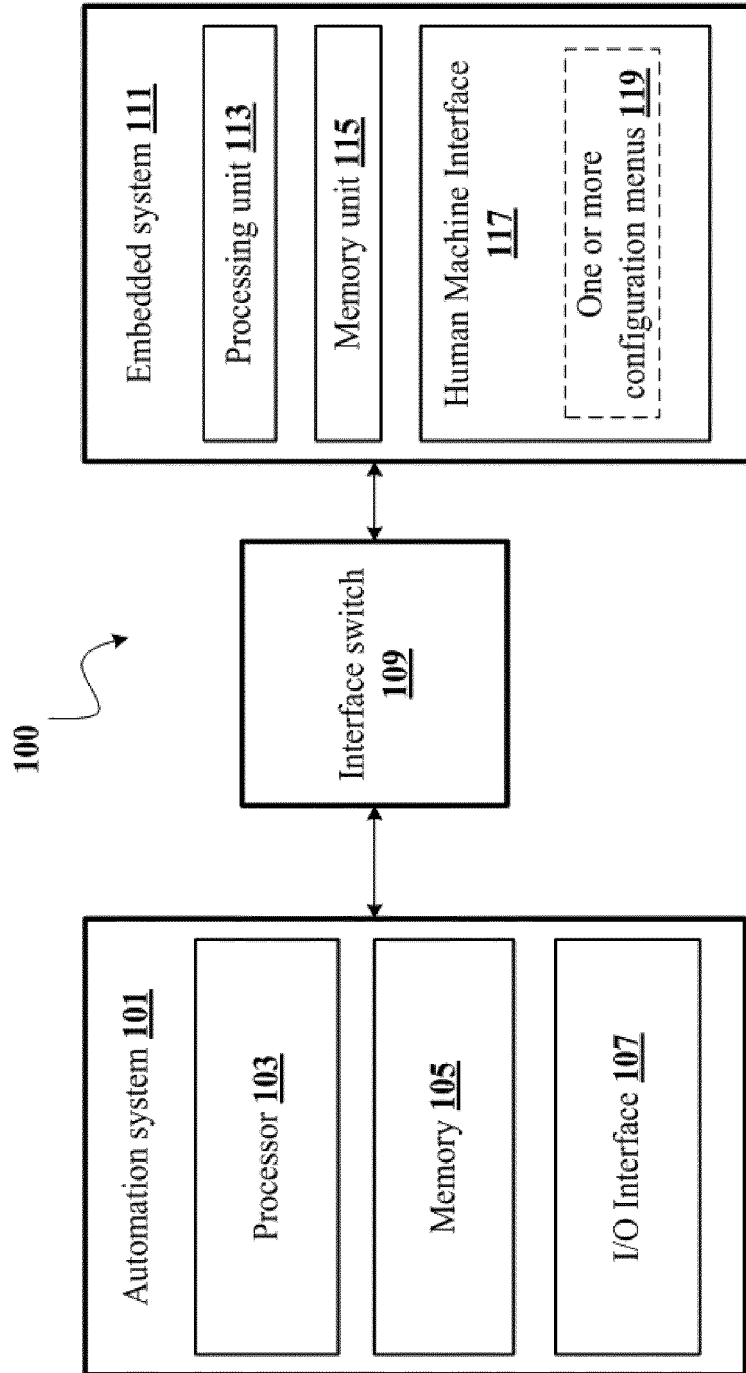 100
Automation system 101
Processor 103
Memory 105
I/O Interface 107
Interface switch
109
Embedded system 111
Processing unit 113
Memory unit 115
Human Machine Interface
117
One or more
configuration menus 119